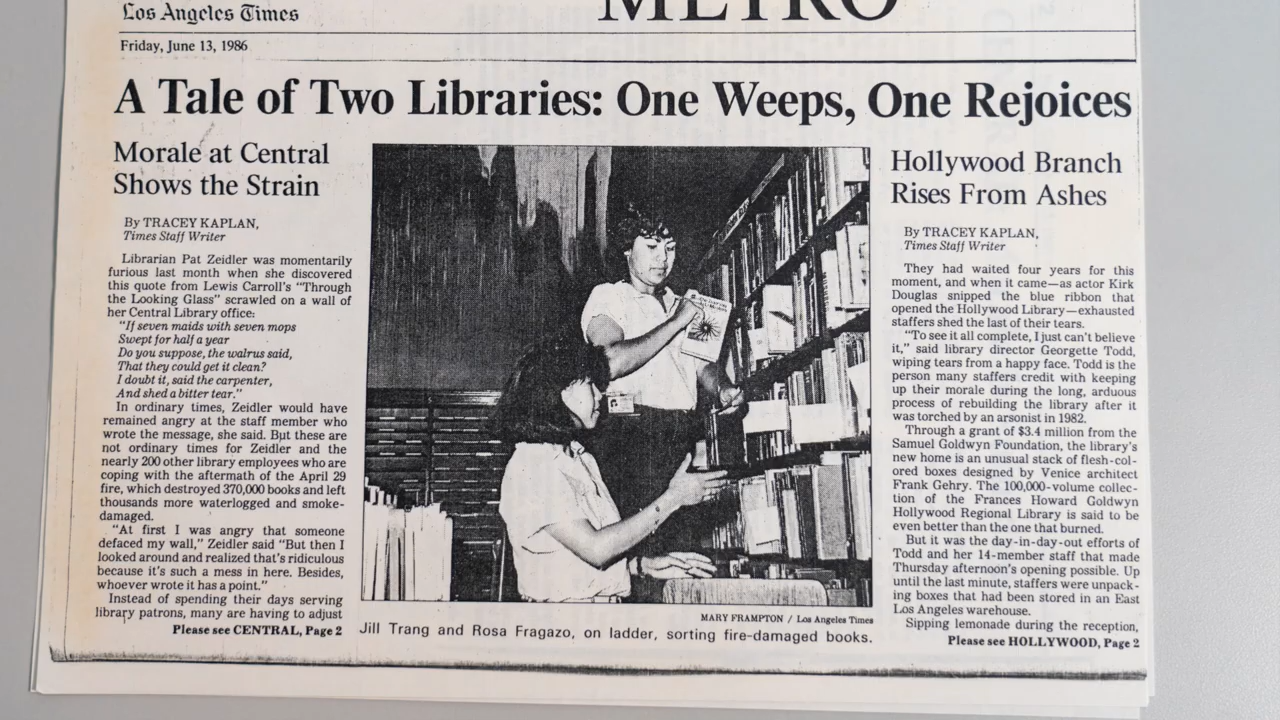 Los Angeles Times
METRO
Friday, June 13, 1986
A Tale of Two Libraries: One Weeps, One Rejoices
Morale at Central
Shows the Strain
By TRACEY KAPLAN,
Times Staff Writer
Librarian Pat Zeidler was momentarily
furious last month when she discovered
this quote from Lewis Carroll's "Through
the Looking Glass" scrawled on a wall of
her Central Library office:
"If seven maids with seven mops
Swept for half a year
Do you suppose, the walrus said,
That they could get it clean?
I doubt it, said the carpenter,
And shed a bitter tear."
In ordinary times, Zeidler would have
remained angry at the staff member who
wrote the message, she said. But these are
not ordinary times for Zeidler and the
nearly 200 other library employees who are
coping with the aftermath of the April 29
fire, which destroyed 370,000 books and left
thousands more waterlogged and smoke-
damaged.
"At first I was angry that someone
defaced my wall," Zeidler said "But then I
looked around and realized that's ridiculous
because it's such a mess in here. Besides,
whoever wrote it has a point."
Instead of spending their days serving
library patrons, many are having to adjust
Please see CENTRAL, Page 2
MARY FRAMPTON / Los Angeles Times
Jill Trang and Rosa Fragazo, on ladder, sorting fire-damaged books.
Hollywood Branch
Rises From Ashes
By TRACEY KAPLAN,
Times Staff Writer
They had waited four years for this
moment, and when it came—as actor Kirk
Douglas snipped the blue ribbon that
opened the Hollywood Library—exhausted
staffers shed the last of their tears.
"To see it all complete, I just can't believe
it," said library director Georgette Todd,
wiping tears from a happy face. Todd is the
person many staffers credit with keeping
up their morale during the long, arduous
process of rebuilding the library after it
was torched by an arsonist in 1982.
Through a grant of $3.4 million from the
Samuel Goldwyn Foundation, the library's
new home is an unusual stack of flesh-col-
ored boxes designed by Venice architect
Frank Gehry. The 100,000-volume collec-
tion of the Frances Howard Goldwyn
Hollywood Regional Library is said to be
even better than the one that burned.
But it was the day-in-day-out efforts of
Todd and her 14-member staff that made
Thursday afternoon's opening possible. Up
until the last minute, staffers were unpack-
ing boxes that had been stored in an East
Los Angeles warehouse.
Sipping lemonade during the reception,
Please see HOLLYWOOD, Page 2